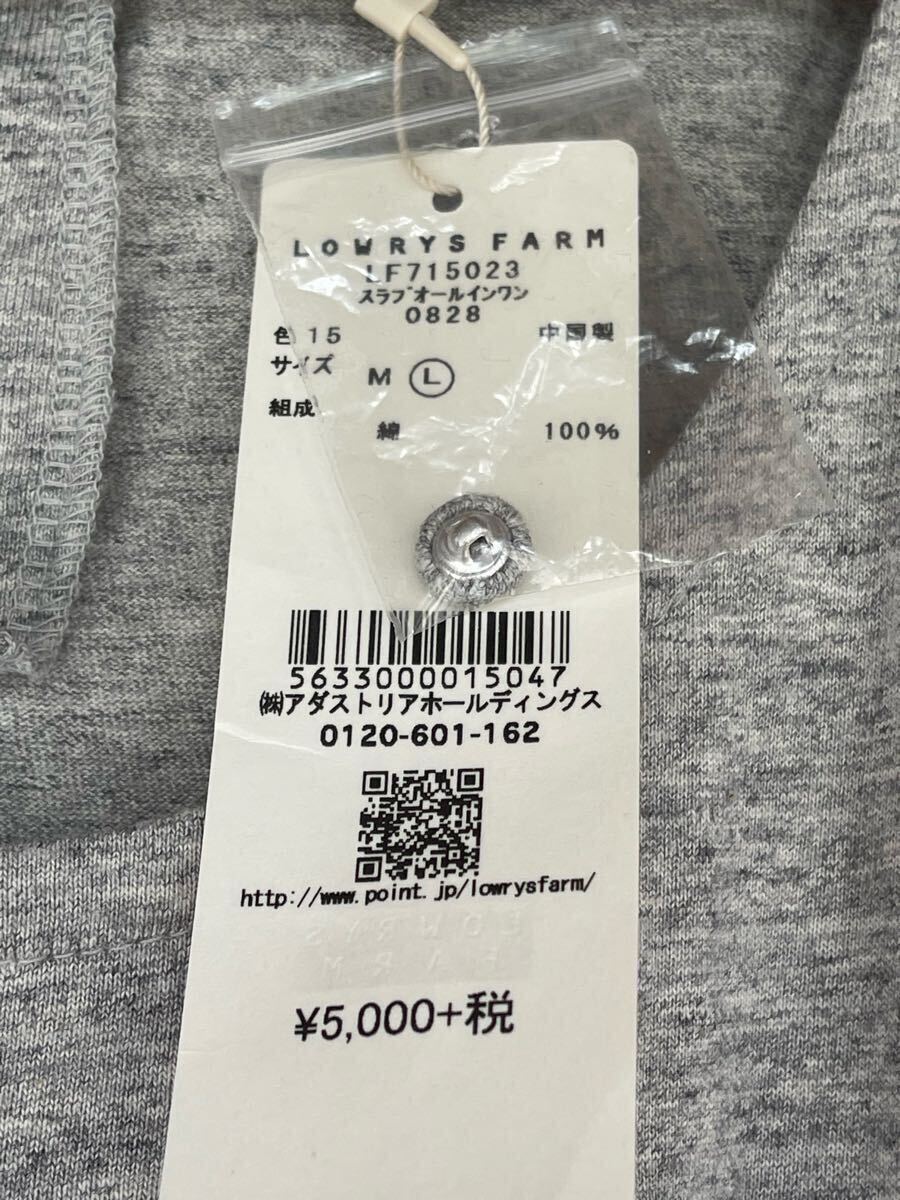 LOWRYS FARM
LF715023
スラブオールインワン
0828
色 15 中国製
サイズ M Ⓛ
組成
綿 100%
5633000015047
㈱アダストリアホールディングス
0120-601-162
http://www.point.jp/lowrysfarm/
LOWRYS
FARM
¥5,000+税